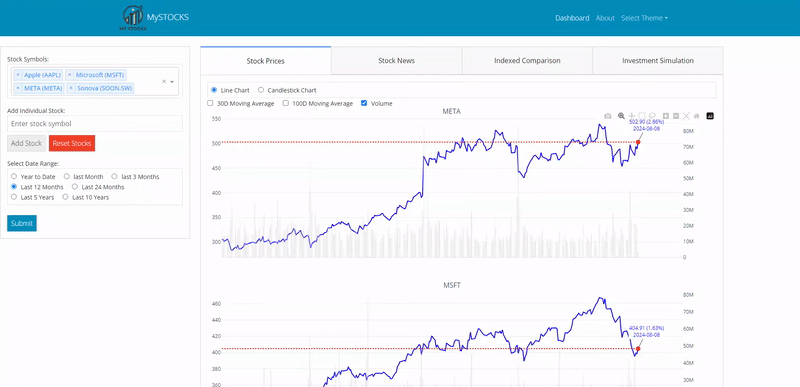 MySTOCKS
MY STOCKS
Dashboard About Select Theme
Stock Symbols:
× Apple (AAPL) × Microsoft (MSFT)
× META (META) × Sonova (SOON.SW)
Add Individual Stock:
Enter stock symbol
Add Stock Reset Stocks
Select Date Range:
Year to Date last Month last 3 Months
Last 12 Months Last 24 Months
Last 5 Years Last 10 Years
Submit
Stock Prices Stock News Indexed Comparison Investment Simulation
Line Chart Candlestick Chart
30D Moving Average 100D Moving Average Volume
META
550
500
450
400
350
300
502.90 (2.86%)
2024-08-08
80M
70M
60M
50M
40M
30M
20M
10M
0
MSFT
460
440
420
400
380
360
404.91 (1.63%)
2024-08-08
80M
70M
60M
50M
40M
30M